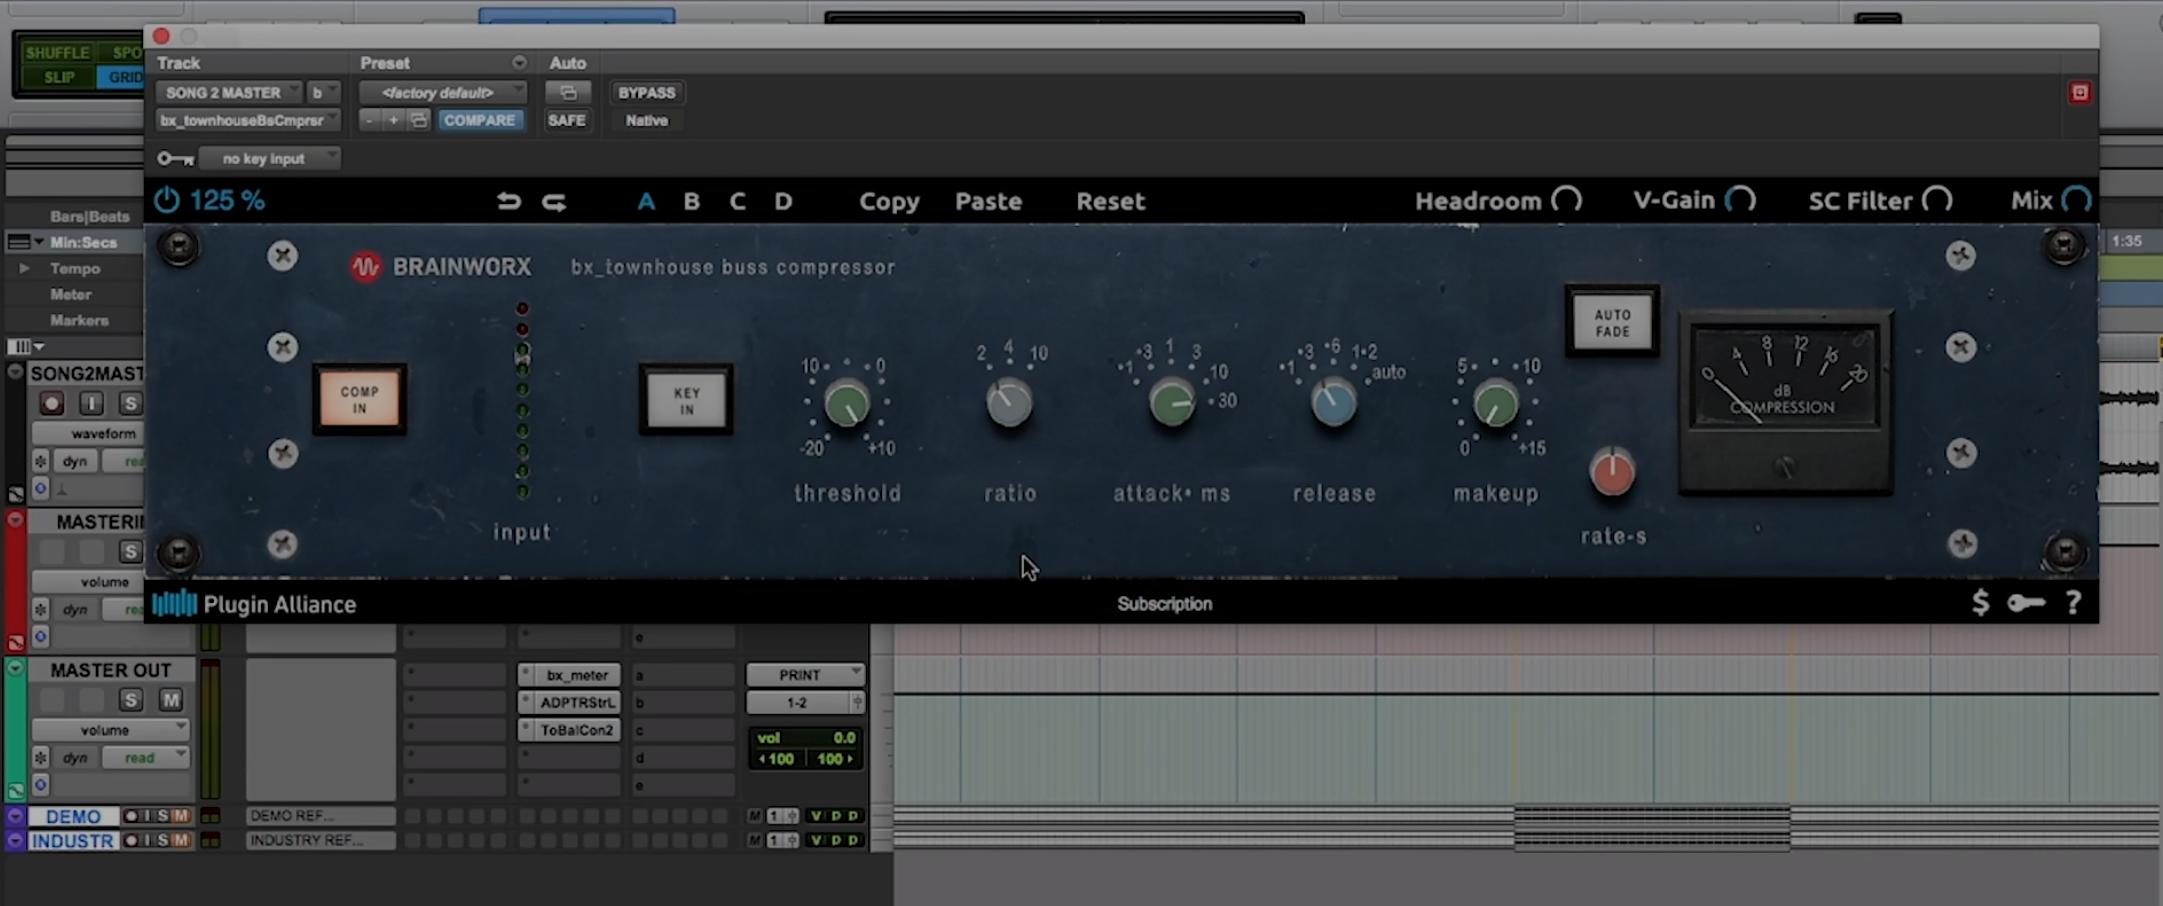 SHUFFLE SPO
SLIP GRID
Track Preset Auto
SONG 2 MASTER b <factory default> BYPASS
bx_townhouseBsCmprsr - + COMPARE SAFE Native
no key input
125 % A B C D Copy Paste Reset Headroom V-Gain SC Filter Mix
Bars|Beats
Min:Secs 1:35
Tempo
Meter
Markers
BRAINWORX bx_townhouse buss compressor
COMP IN
KEY IN
10 0
-20 +10
2 4 10
.1 .3 1 3 10 30
.1 .3 .6 1.2 auto
5 10
0 +15
AUTO FADE
0 4 8 12 16 20
dB
COMPRESSION
input threshold ratio attack• ms release makeup rate-s
SONG2MAST
I S
waveform
dyn rea
MASTERI
S
volume
dyn rea
Plugin Alliance Subscription $ ?
e
MASTER OUT
S M
volume
dyn read
bx_meter a PRINT
ADPTRStrL b 1-2
ToBalCon2 c
vol 0.0
d 100 100
e
DEMO I S M DEMO REF... M 1 V P P
INDUSTR I S M INDUSTRY REF... M 1 V P P